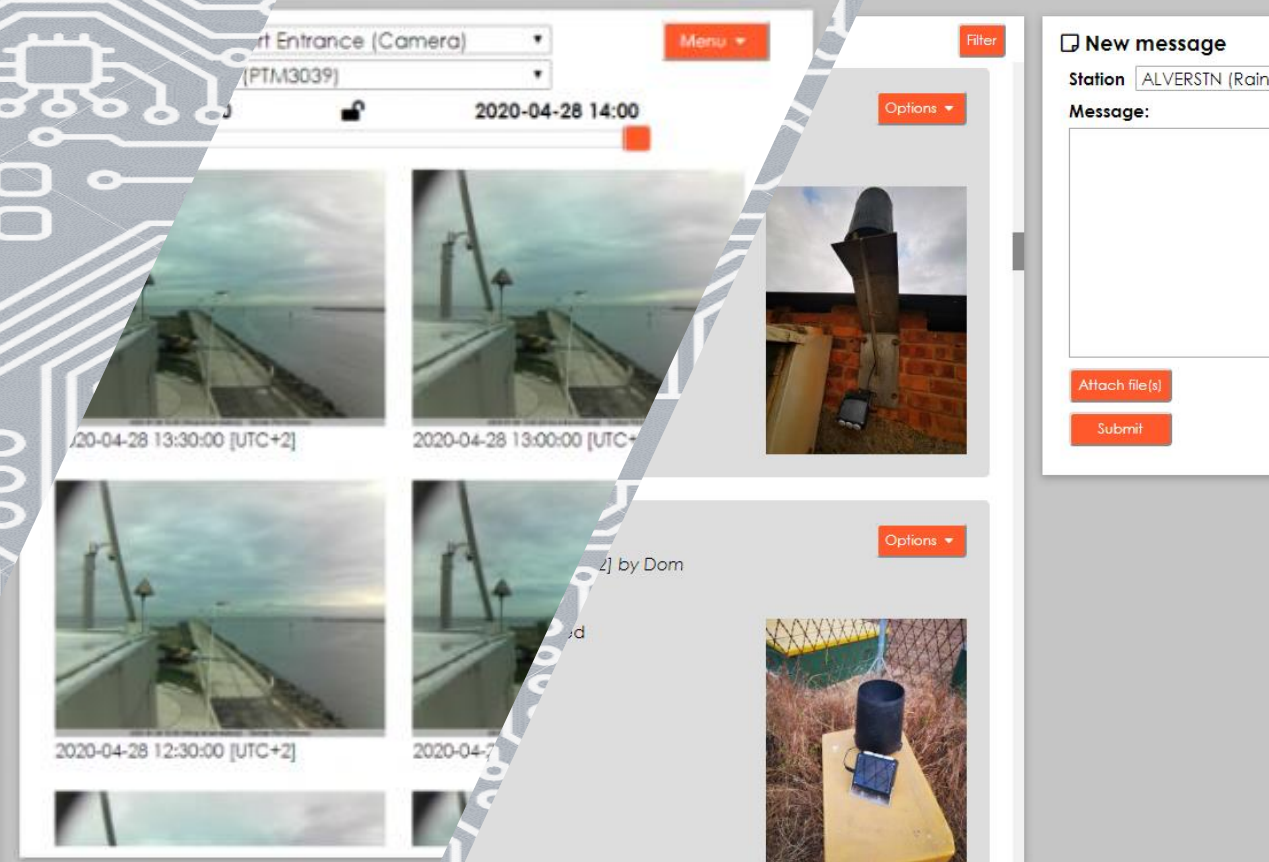 rt Entrance (Camera)
(PTM3039)
2020-04-28 14:00
Menu
020-04-28 13:30:00 [UTC+2]
2020-04-28 13:00:00 [UTC+
2020-04-28 12:30:00 [UTC+2]
2020-04-2
Filter
Options
Options
2] by Dom
ed
New message
Station ALVERSTN (Rain
Message:
Attach file(s)
Submit